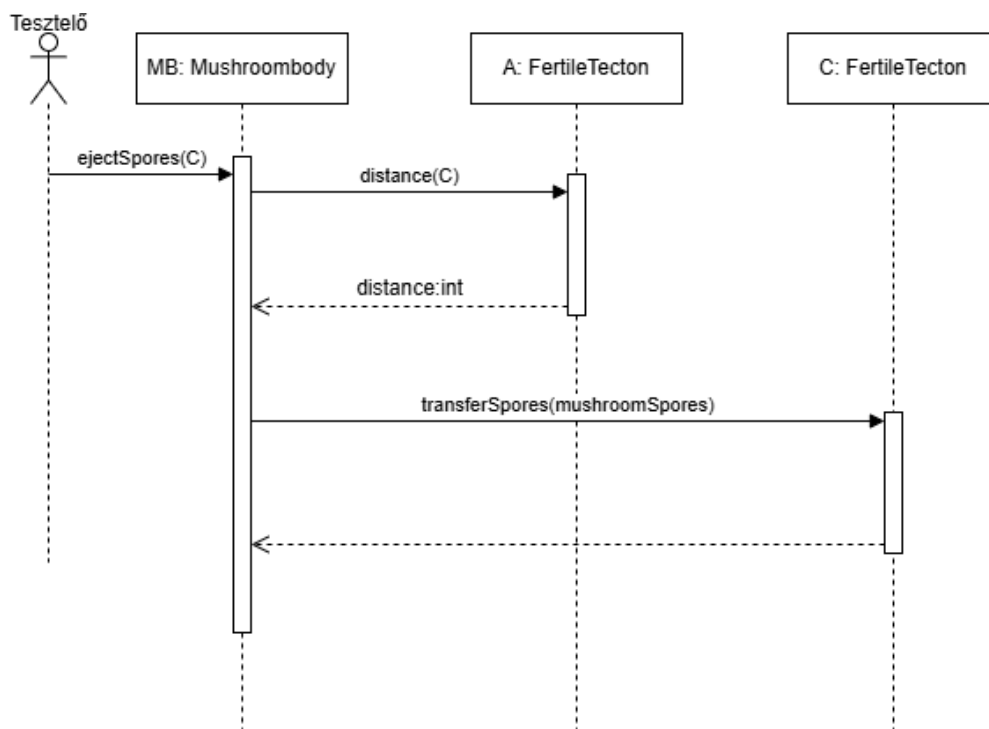 Tesztelő
MB: Mushroombody
A: FertileTecton
C: FertileTecton
ejectSpores(C)
distance(C)
distance:int
transferSpores(mushroomSpores)